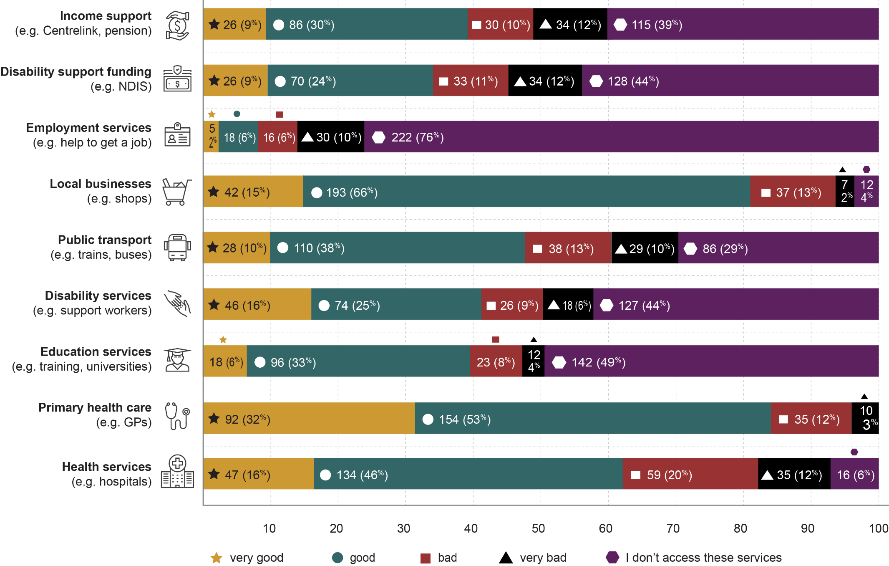 Income support
(e.g. Centrelink, pension)
26 (9%) 86 (30%) 30 (10%) 34 (12%) 115 (39%)
Disability support funding
(e.g. NDIS)
26 (9%) 70 (24%) 33 (11%) 34 (12%) 128 (44%)
Employment services
(e.g. help to get a job)
5
2% 18 (6%) 16 (6%) 30 (10%) 222 (76%)
Local businesses
(e.g. shops)
42 (15%) 193 (66%) 37 (13%) 7
2% 12
4%
Public transport
(e.g. trains, buses)
28 (10%) 110 (38%) 38 (13%) 29 (10%) 86 (29%)
Disability services
(e.g. support workers)
46 (16%) 74 (25%) 26 (9%) 18 (6%) 127 (44%)
Education services
(e.g. training, universities)
18 (6%) 96 (33%) 23 (8%) 12
4% 142 (49%)
Primary health care
(e.g. GPs)
92 (32%) 154 (53%) 35 (12%) 10
3%
Health services
(e.g. hospitals)
47 (16%) 134 (46%) 59 (20%) 35 (12%) 16 (6%)
10 20 30 40 50 60 70 80 90 100
very good good bad very bad I don't access these services